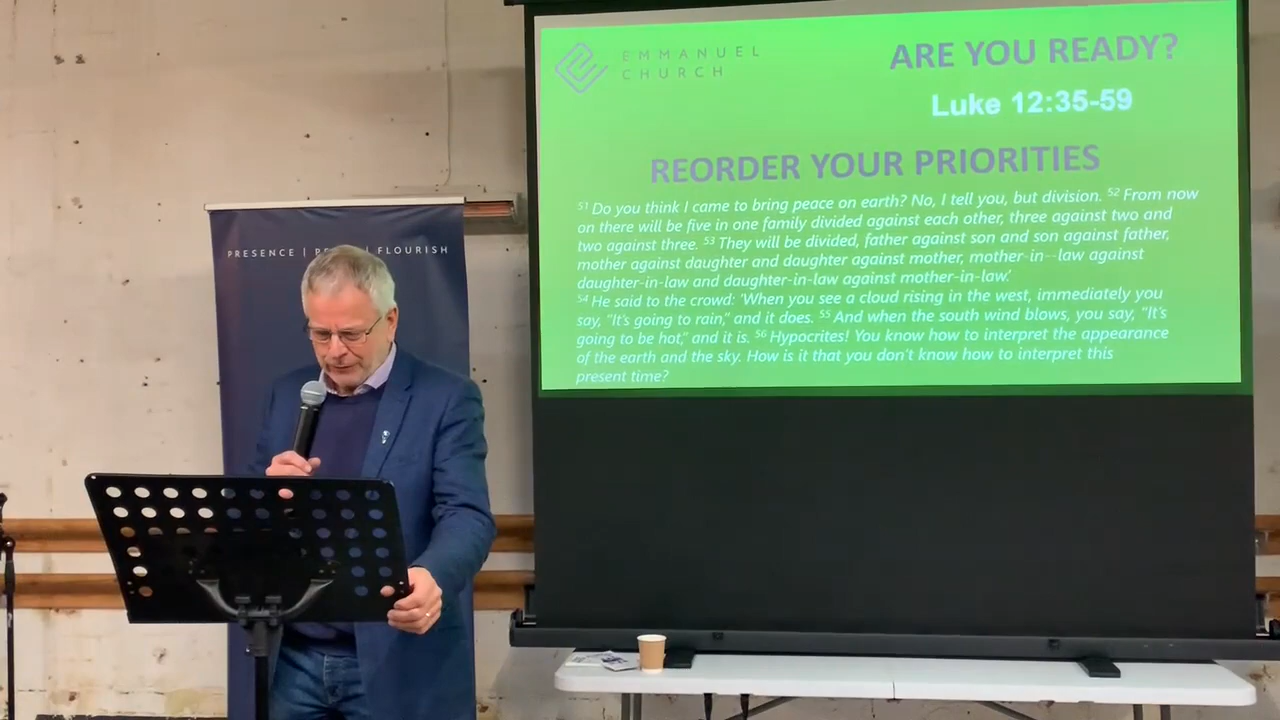 EMMANUEL
CHURCH
ARE YOU READY?
Luke 12:35-59
REORDER YOUR PRIORITIES
51 Do you think I came to bring peace on earth? No, I tell you, but division. 52 From now
on there will be five in one family divided against each other, three against two and
two against three. 53 They will be divided, father against son and son against father,
mother against daughter and daughter against mother, mother-in--law against
daughter-in-law and daughter-in-law against mother-in-law.'
54 He said to the crowd: 'When you see a cloud rising in the west, immediately you
say, "It's going to rain," and it does. 55 And when the south wind blows, you say, "It's
going to be hot," and it is. 56 Hypocrites! You know how to interpret the appearance
of the earth and the sky. How is it that you don't know how to interpret this
present time?
PRESENCE | | FLOURISH